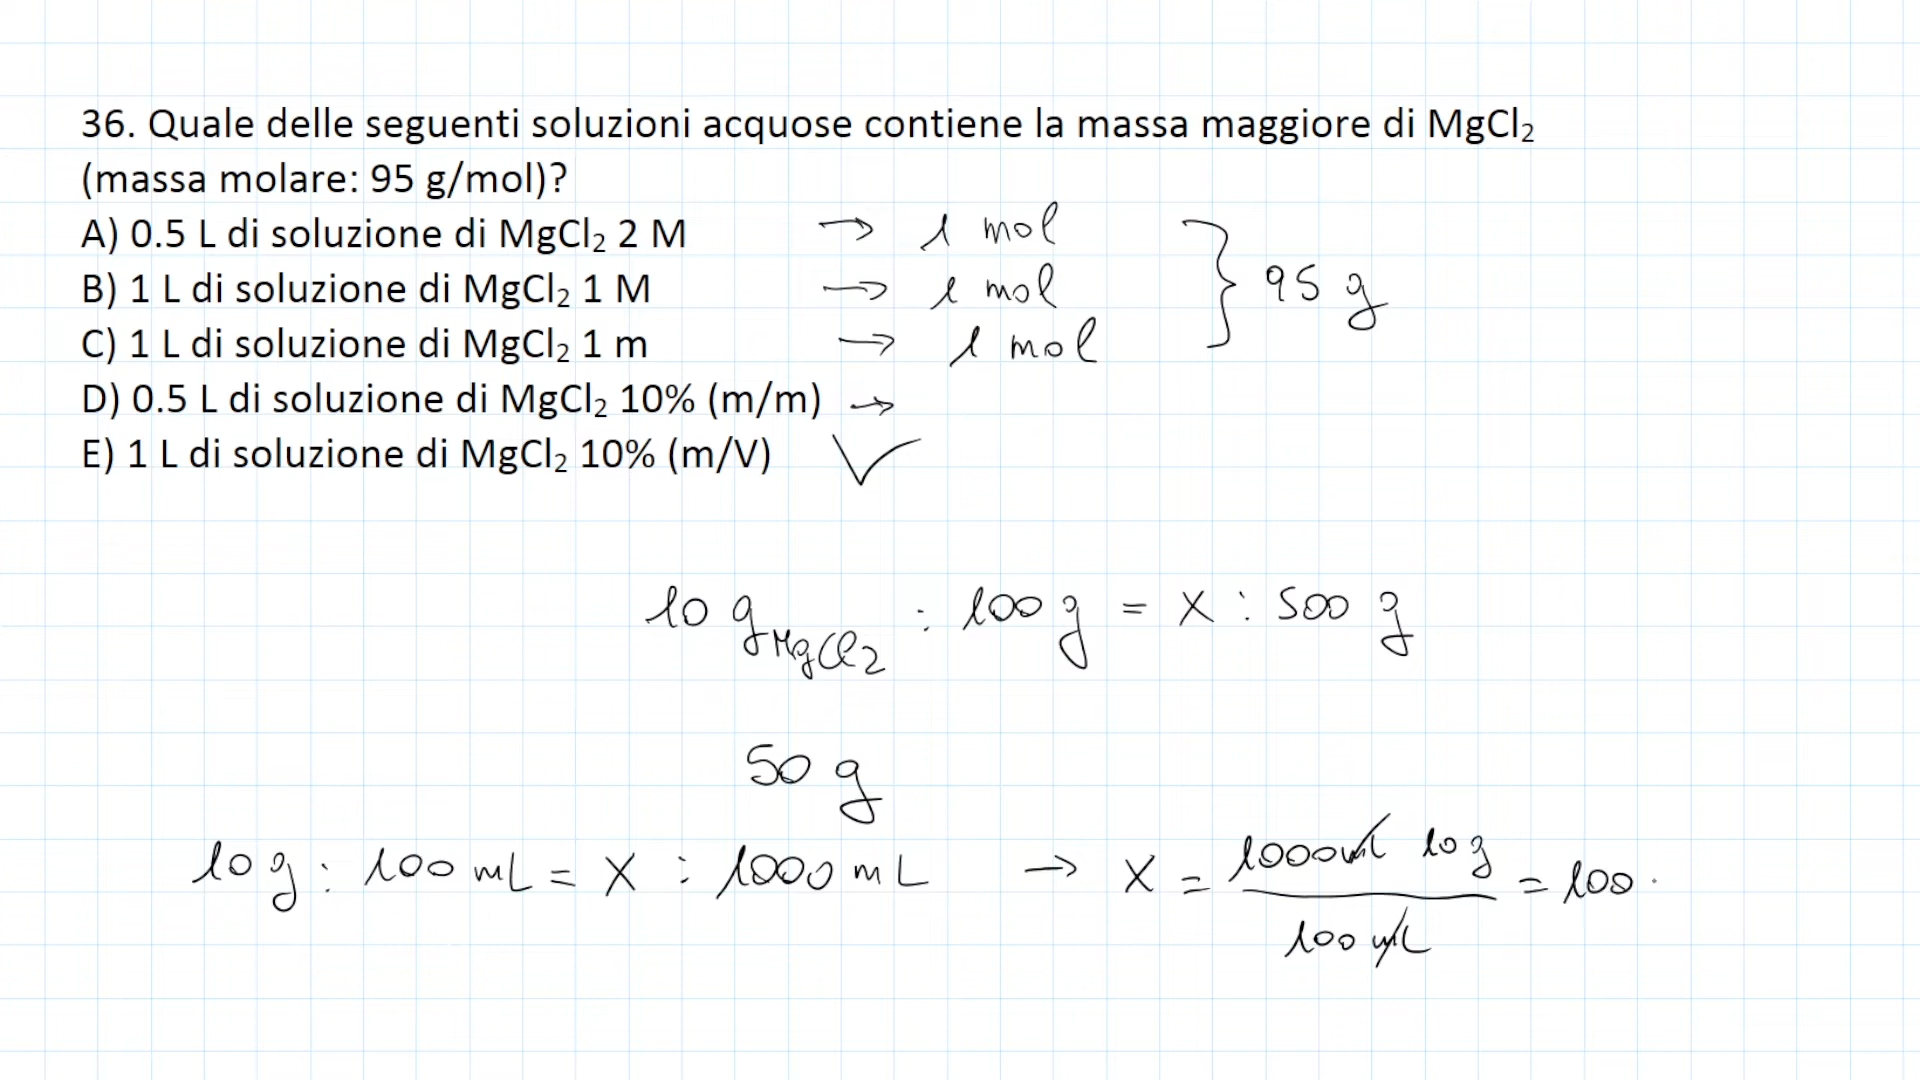 36. Quale delle seguenti soluzioni acquose contiene la massa maggiore di MgCl₂
(massa molare: 95 g/mol)?
A) 0.5 L di soluzione di MgCl₂ 2 M → 1 mol
B) 1 L di soluzione di MgCl₂ 1 M → 1 mol } 95 g
C) 1 L di soluzione di MgCl₂ 1 m → 1 mol
D) 0.5 L di soluzione di MgCl₂ 10% (m/m) →
E) 1 L di soluzione di MgCl₂ 10% (m/V) ✓
10 g MgCl₂ : 100 g = X : 500 g
50 g
10 g : 100 mL = X : 1000 mL → X = 1000 mL 10 g / 100 mL = 100